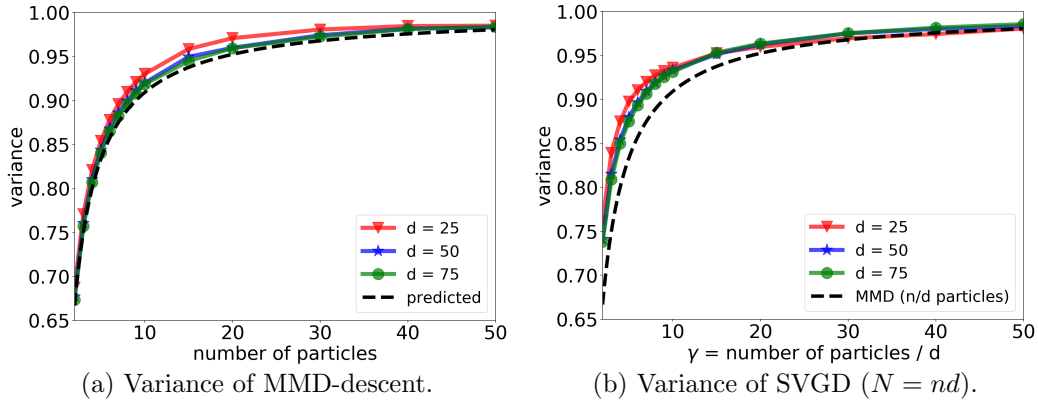 1.00
0.95
0.90
0.85
0.80
0.75
0.70
0.65
variance
10 20 30 40 50
number of particles
d = 25
d = 50
d = 75
predicted
(a) Variance of MMD-descent.
1.00
0.95
0.90
0.85
0.80
0.75
0.70
0.65
variance
10 20 30 40 50
γ = number of particles / d
d = 25
d = 50
d = 75
MMD (n/d particles)
(b) Variance of SVGD (N = nd).